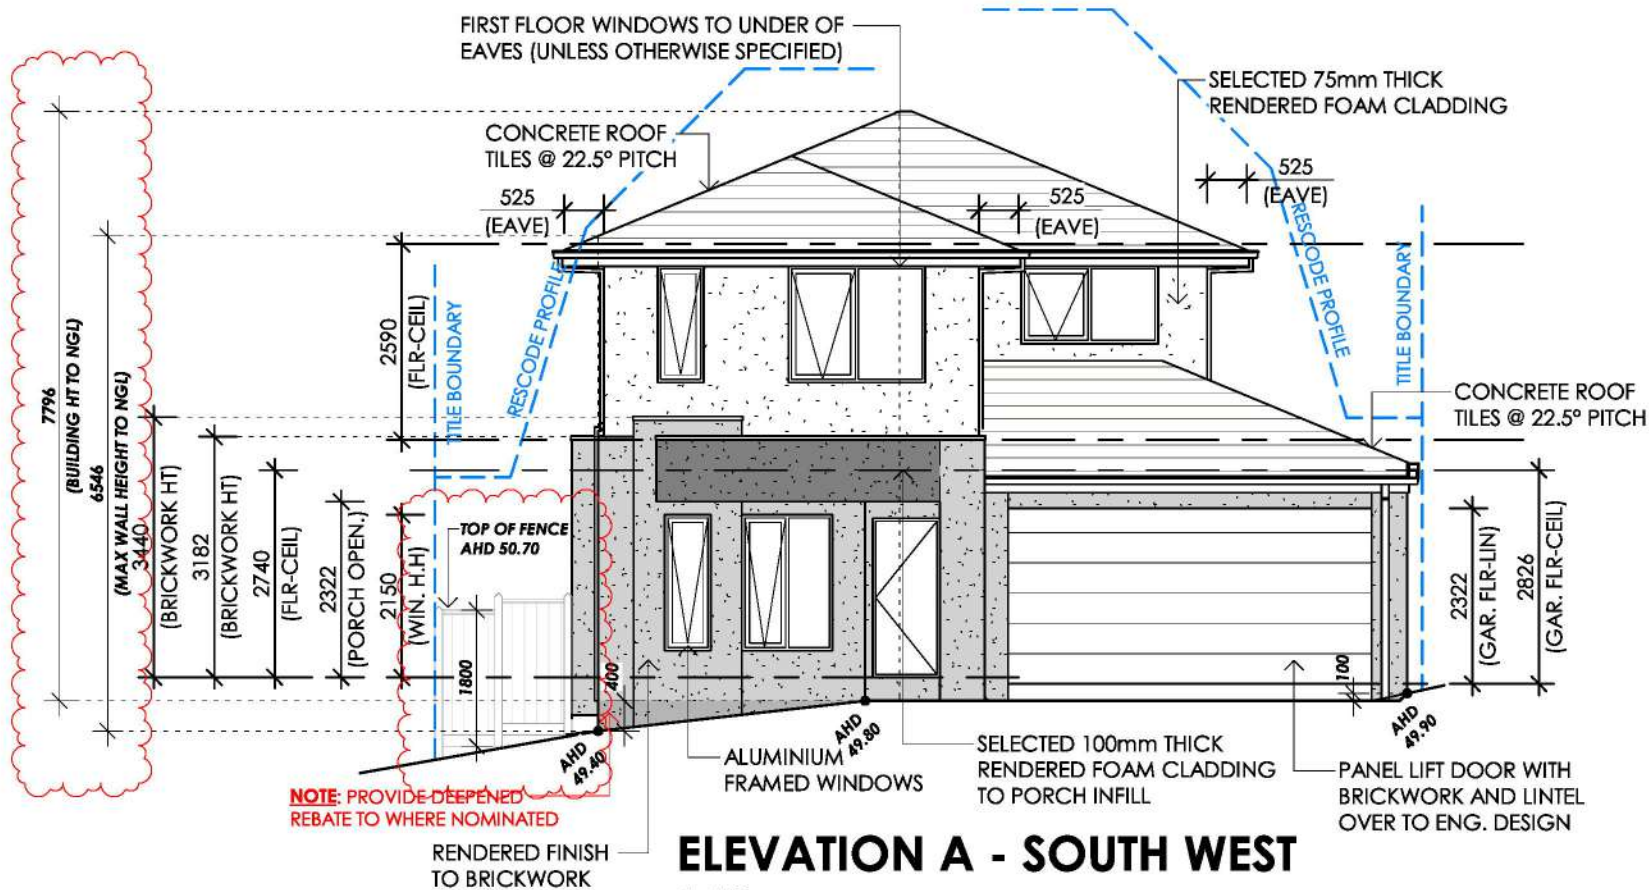 FIRST FLOOR WINDOWS TO UNDER OF
EAVES (UNLESS OTHERWISE SPECIFIED)
SELECTED 75mm THICK
RENDERED FOAM CLADDING
CONCRETE ROOF
TILES @ 22.5° PITCH
525
(EAVE)
525
(EAVE)
525
(EAVE)
RESCODE PROFILE
TITLE BOUNDARY
2590
(FLR-CEIL)
TITLE BOUNDARY
RESCODE PROFILE
CONCRETE ROOF
TILES @ 22.5° PITCH
7796
(BUILDING HT TO NGL)
6546
(MAX WALL HEIGHT TO NGL)
3440
(BRICKWORK HT)
3182
(BRICKWORK HT)
2740
(FLR-CEIL)
2322
(PORCH OPEN.)
2150
(WIN. H.H)
TOP OF FENCE
AHD 50.70
1800
400
100
2322
(GAR. FLR-LIN)
2826
(GAR. FLR-CEIL)
AHD
49.40
AHD
49.80
AHD
49.90
NOTE: PROVIDE DEEPENED
REBATE TO WHERE NOMINATED
ALUMINIUM
FRAMED WINDOWS
SELECTED 100mm THICK
RENDERED FOAM CLADDING
TO PORCH INFILL
PANEL LIFT DOOR WITH
BRICKWORK AND LINTEL
OVER TO ENG. DESIGN
RENDERED FINISH
TO BRICKWORK
ELEVATION A - SOUTH WEST